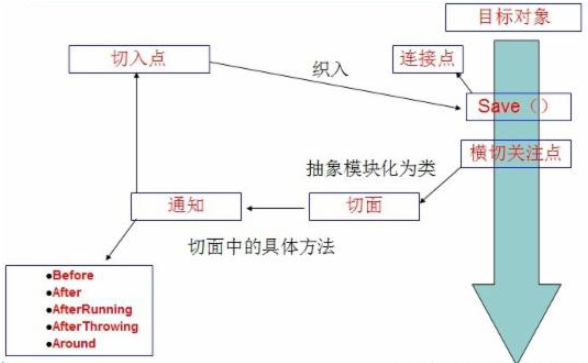 目标对象
切入点
织入
连接点
Save（）
横切关注点
抽象模块化为类
通知
切面
切面中的具体方法
●Before
●After
●AfterRunning
●AfterThrowing
●Around